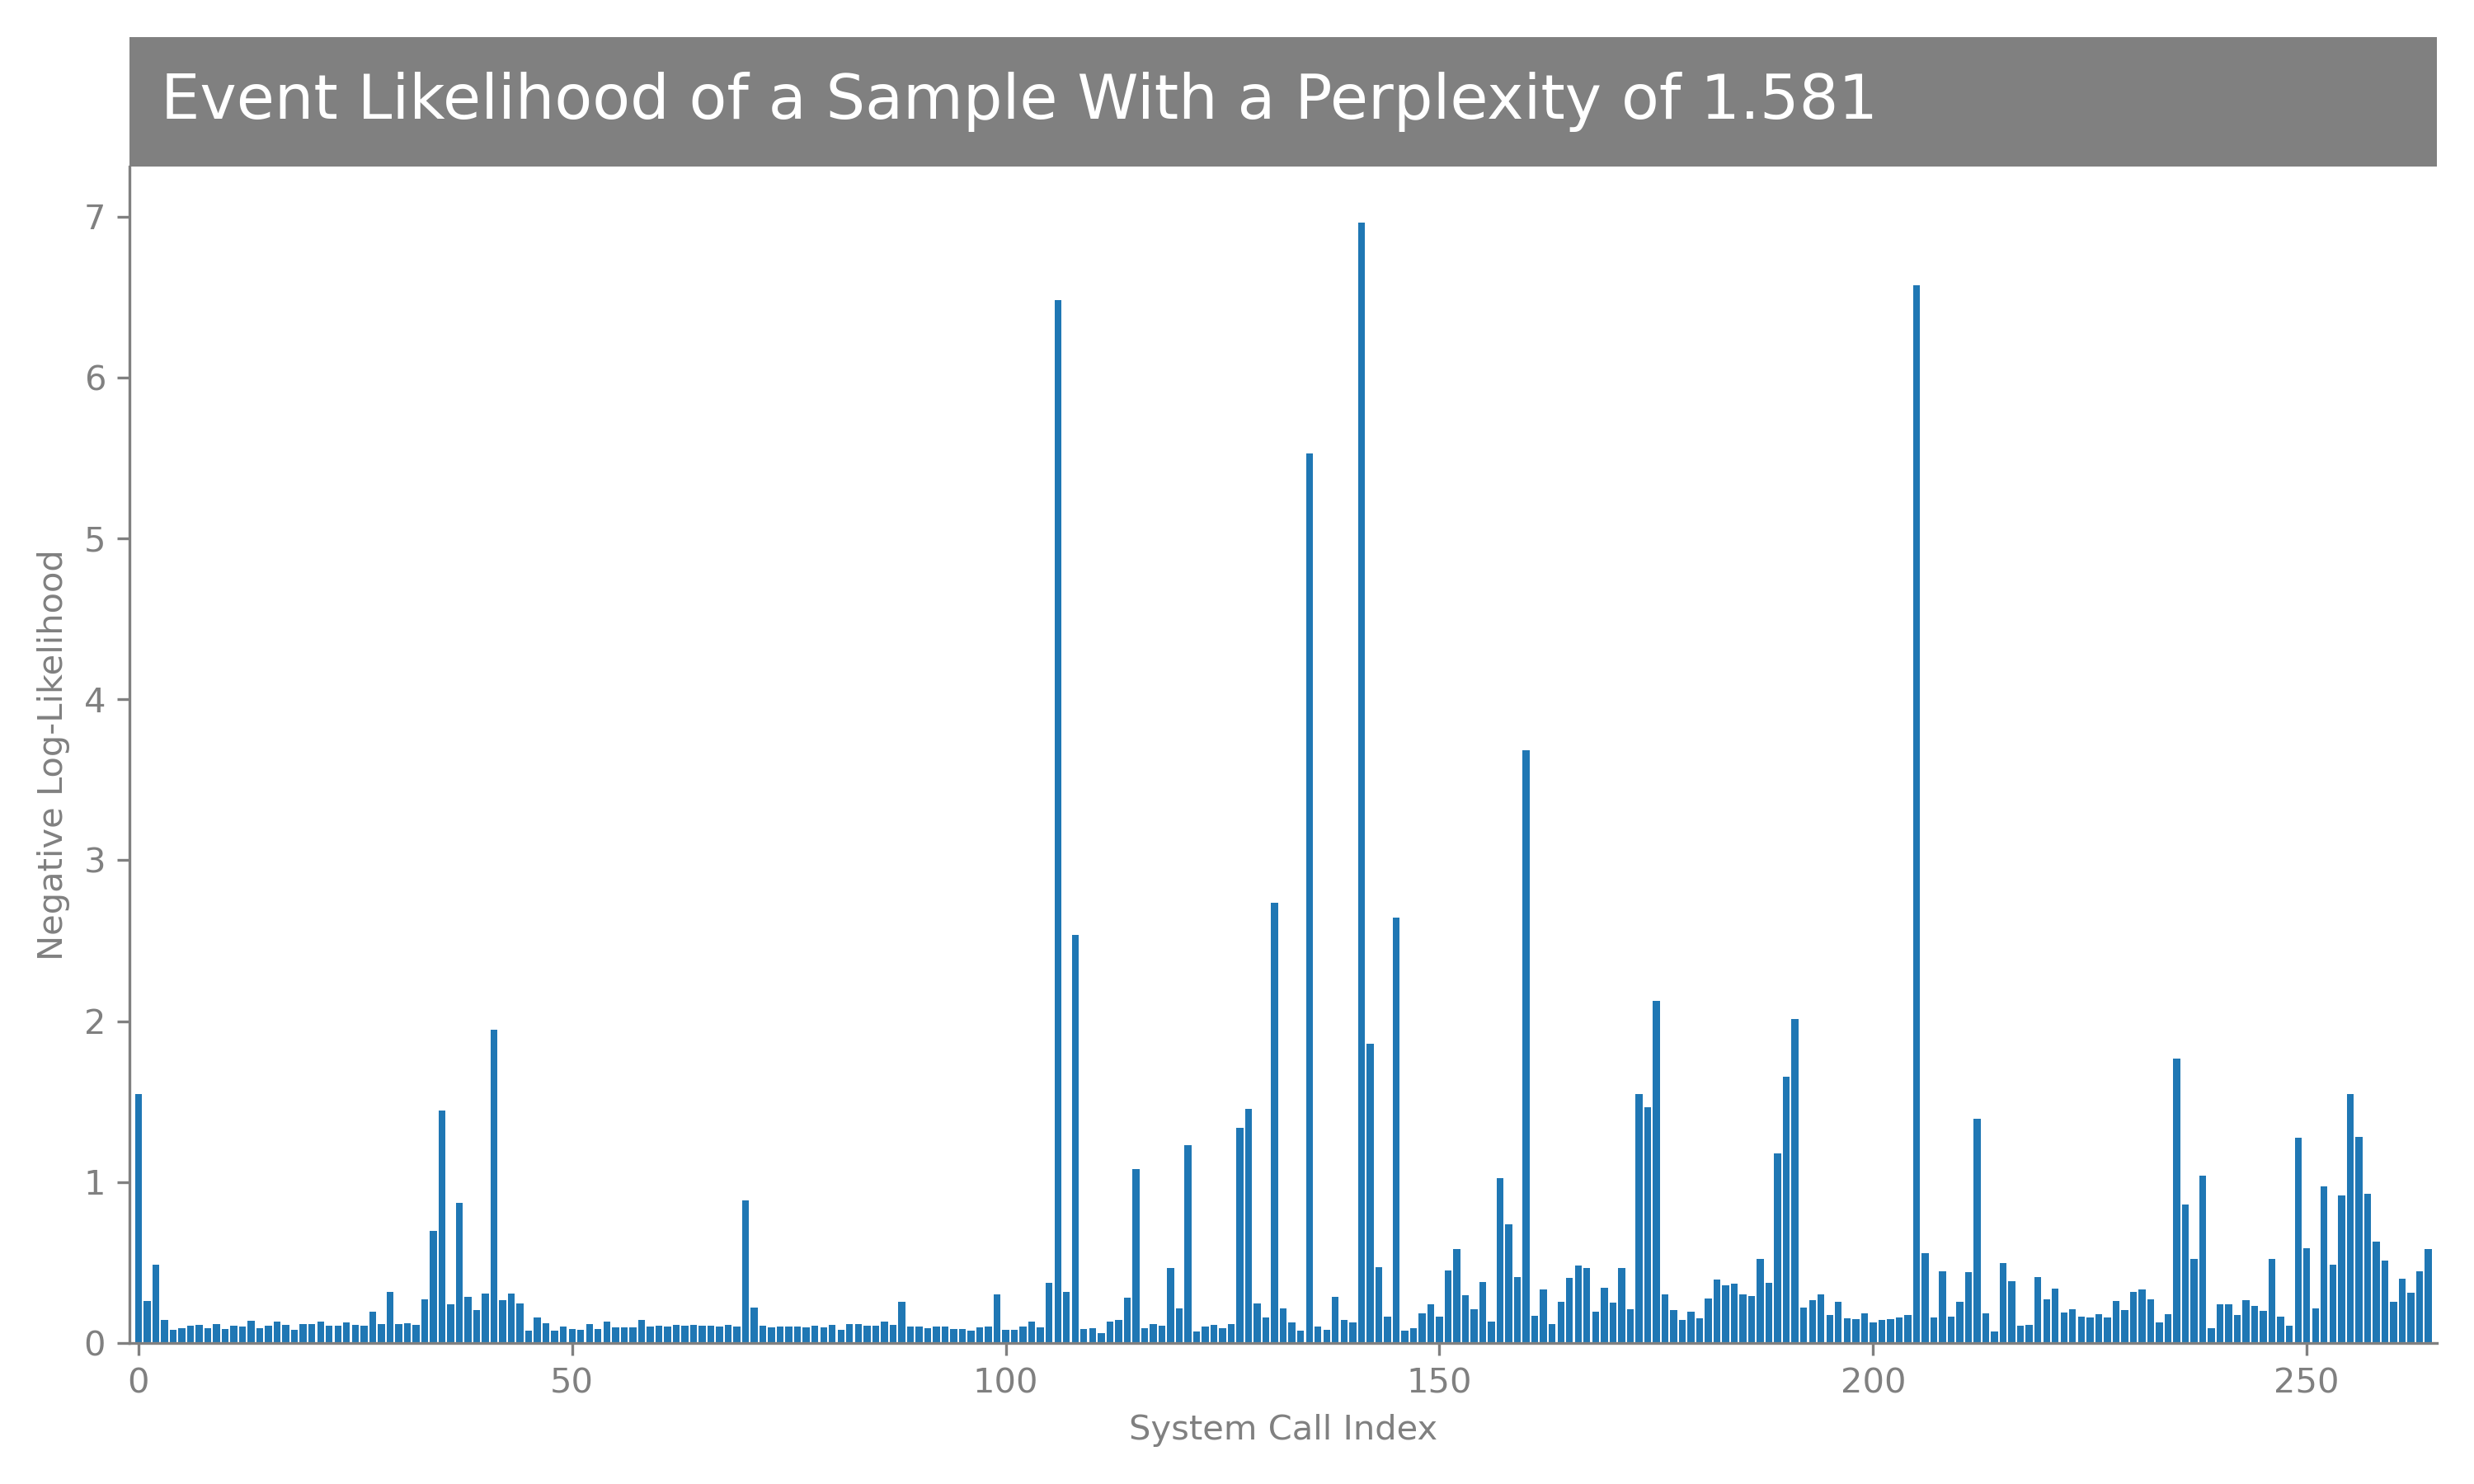 Event Likelihood of a Sample With a Perplexity of 1.581
7
6
5
4
3
2
1
0
Negative Log-Likelihood
0 50 100 150 200 250
System Call Index